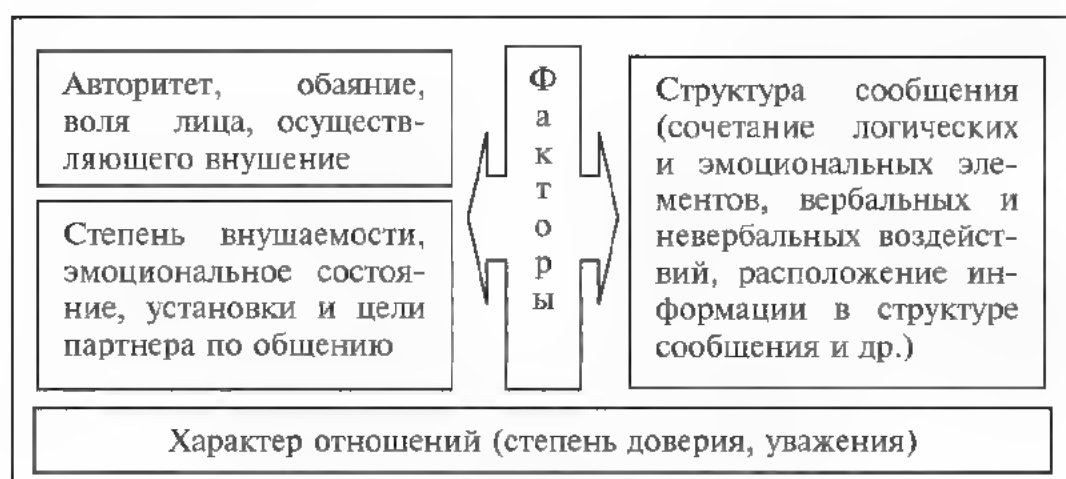 Авторитет, обаяние,
воля лица, осуществ-
ляющего внушение
Степень внушаемости,
эмоциональное состоя-
ние, установки и цели
партнера по общению
Факторы
Структура сообщения
(сочетание логических
и эмоциональных эле-
ментов, вербальных и
невербальных воздейст-
вий, расположение ин-
формации в структуре
сообщения и др.)
Характер отношений (степень доверия, уважения)